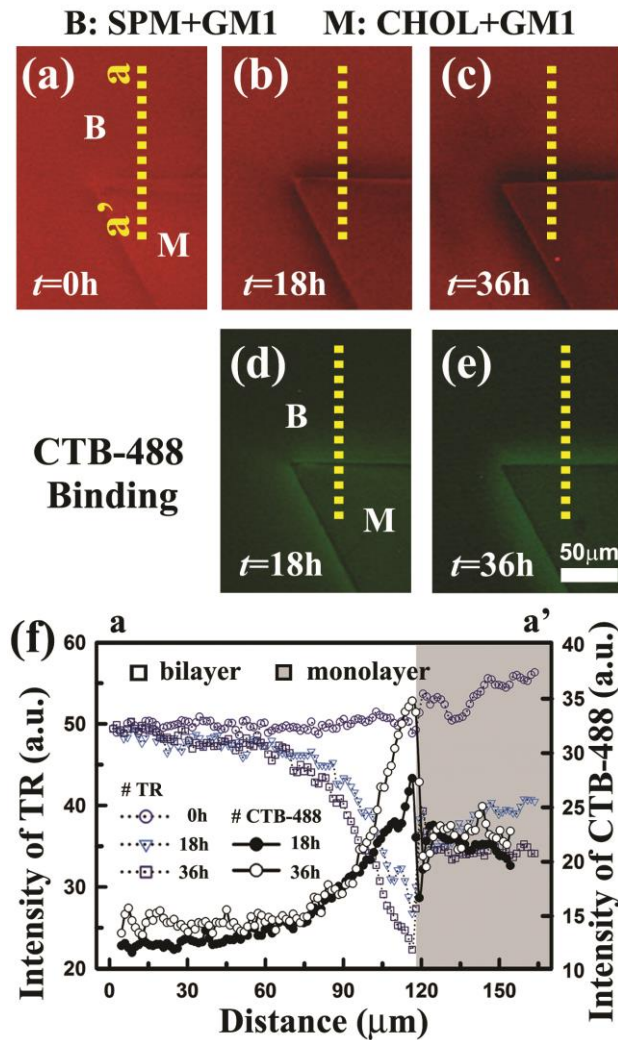 B: SPM+GM1 M: CHOL+GM1
(a) (b) (c)
a
B
a'
M
t=0h t=18h t=36h
(d) (e)
B
CTB-488
Binding
M
50μm
t=18h t=36h
(f) a a'
60 40
bilayer monolayer
50 35
30
# TR
0h # CTB-488
40 25
18h 18h
36h 36h
20
30 15
20 10
0 30 60 90 120 150
Distance (μm)
Intensity of TR (a.u.)
Intensity of CTB-488 (a.u.)